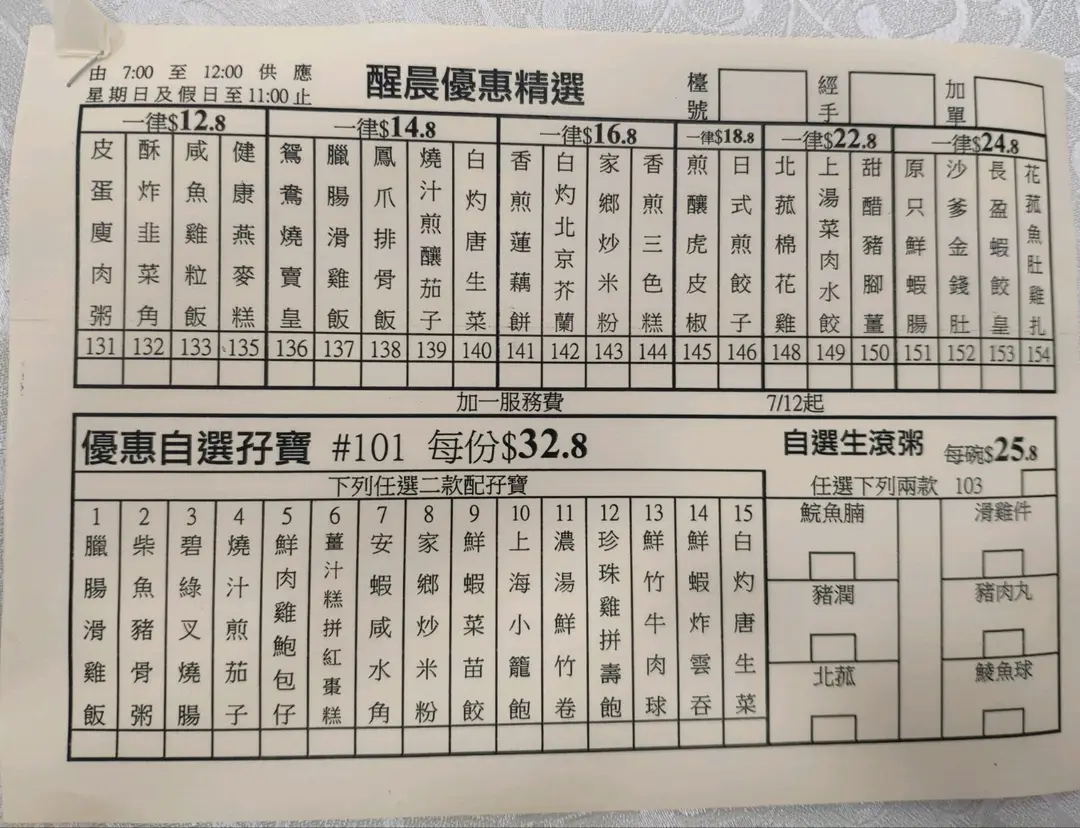 由 7:00 至 12:00 供應
星期日及假日至11:00止
醒晨優惠精選
檯號
經手
加單
一律$12.8
一律$14.8
一律$16.8
一律$18.8
一律$22.8
一律$24.8
皮蛋廋肉粥
酥炸韭菜角
咸魚雞粒飯
健康燕麥糕
鴛鴦燒賣皇
臘腸滑雞飯
鳳爪排骨飯
燒汁煎釀茄子
白灼唐生菜
香煎蓮藕餅
白灼北京芥蘭
家鄉炒米粉
香煎三色糕
煎釀虎皮椒
日式煎餃子
北菰棉花雞
上湯菜肉水餃
甜醋豬腳薑
原只鮮蝦腸
沙爹金錢肚
長盈蝦餃皇
花菰魚肚雞扎
131 132 133 135 136 137 138 139 140 141 142 143 144 145 146 148 149 150 151 152 153 154
加一服務費
7/12起
優惠自選孖寶 #101 每份$32.8
下列任選二款配孖寶
1 2 3 4 5 6 7 8 9 10 11 12 13 14 15
臘腸滑雞飯
柴魚豬骨粥
碧綠叉燒腸
燒汁煎茄子
鮮肉雞鮑包仔
薑汁糕拼紅棗糕
安蝦咸水角
家鄉炒米粉
鮮蝦菜苗餃
上海小籠飽
濃湯鮮竹卷
珍珠雞拼壽飽
鮮竹牛肉球
鮮蝦炸雲吞
白灼唐生菜
自選生滾粥 每碗$25.8
任選下列兩款 103
鯇魚腩
滑雞件
豬潤
豬肉丸
北菰
鯪魚球